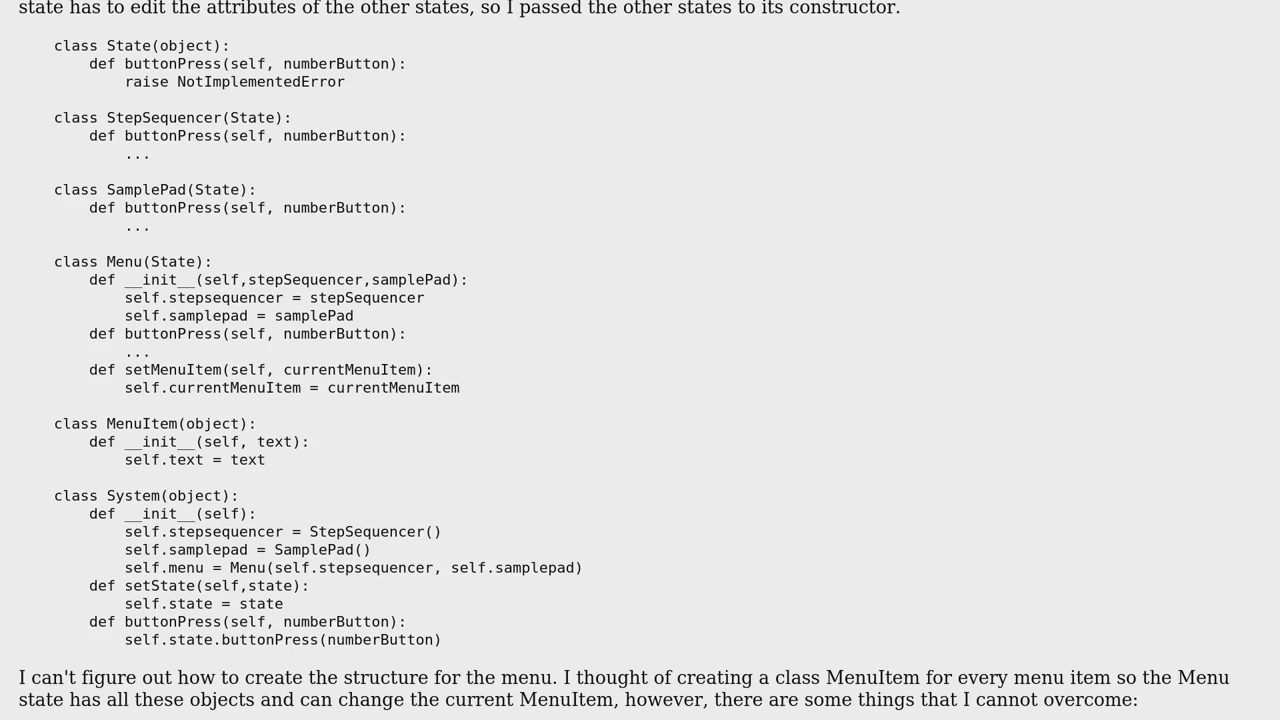 state has to edit the attributes of the other states, so I passed the other states to its constructor.
class State(object):
    def buttonPress(self, numberButton):
        raise NotImplementedError
class StepSequencer(State):
    def buttonPress(self, numberButton):
        ...
class SamplePad(State):
    def buttonPress(self, numberButton):
        ...
class Menu(State):
    def __init__(self,stepSequencer,samplePad):
        self.stepsequencer = stepSequencer
        self.samplepad = samplePad
    def buttonPress(self, numberButton):
        ...
    def setMenuItem(self, currentMenuItem):
        self.currentMenuItem = currentMenuItem
class MenuItem(object):
    def __init__(self, text):
        self.text = text
class System(object):
    def __init__(self):
        self.stepsequencer = StepSequencer()
        self.samplepad = SamplePad()
        self.menu = Menu(self.stepsequencer, self.samplepad)
    def setState(self,state):
        self.state = state
    def buttonPress(self, numberButton):
        self.state.buttonPress(numberButton)
I can't figure out how to create the structure for the menu. I thought of creating a class MenuItem for every menu item so the Menu
state has all these objects and can change the current MenuItem, however, there are some things that I cannot overcome: